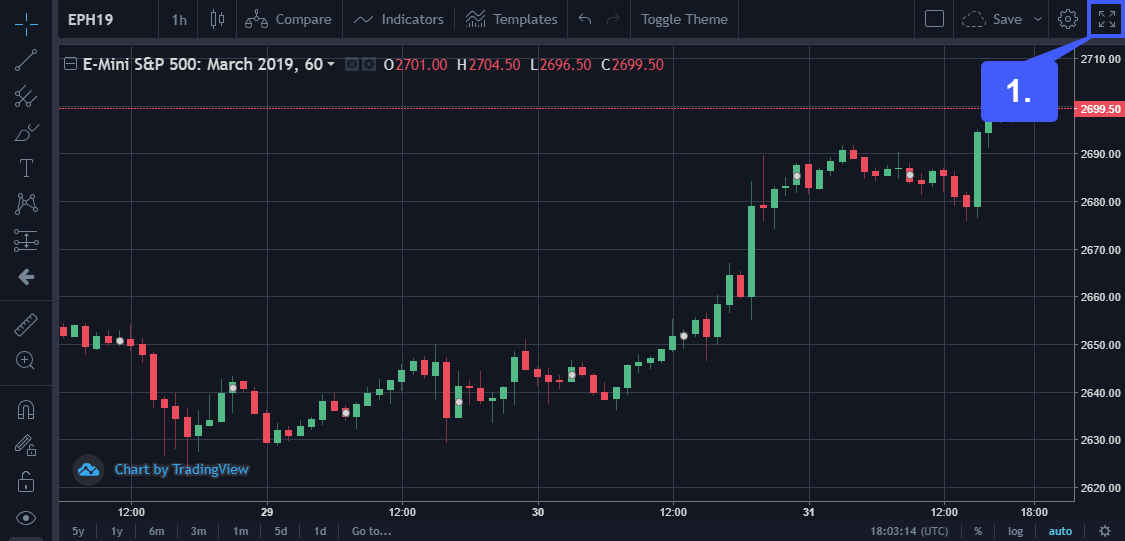 EPH19 1h Compare Indicators Templates Toggle Theme Save
E-Mini S&P 500: March 2019, 60 O2701.00 H2704.50 L2696.50 C2699.50
1.
2710.00
2699.50
2690.00
2680.00
2670.00
2660.00
2650.00
2640.00
2630.00
2620.00
T
Chart by TradingView
12:00 29 12:00 30 12:00 31 12:00 18:00
5y 1y 6m 3m 1m 5d 1d Go to... 18:03:14 (UTC) % log auto